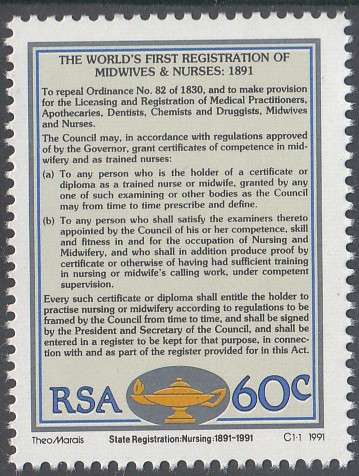 THE WORLD'S FIRST REGISTRATION OF
MIDWIVES & NURSES: 1891
To repeal Ordinance No. 82 of 1830, and to make provision
for the Licensing and Registration of Medical Practitioners,
Apothecaries, Dentists, Chemists and Druggists, Midwives
and Nurses.
The Council may, in accordance with regulations approved
of by the Governor, grant certificates of competence in mid-
wifery and as trained nurses:
(a) To any person who is the holder of a certificate or
diploma as a trained nurse or midwife, granted by any
one of such examining or other bodies as the Council
may from time to time prescribe and define.
(b) To any person who shall satisfy the examiners thereto
appointed by the Council of his or her competence, skill
and fitness in and for the occupation of Nursing and
Midwifery, and who shall in addition produce proof by
certificate or otherwise of having had sufficient training
in nursing or midwife's calling work, under competent
supervision.
Every such certificate or diploma shall entitle the holder to
practise nursing or midwifery according to regulations to be
framed by the Council from time to time, and shall be signed
by the President and Secretary of the Council, and shall be
entered in a register to be kept for that purpose, in connec-
tion with and as part of the register provided for in this Act.
RSA 60c
Theo Marais State Registration: Nursing: 1891-1991 C1·1 1991